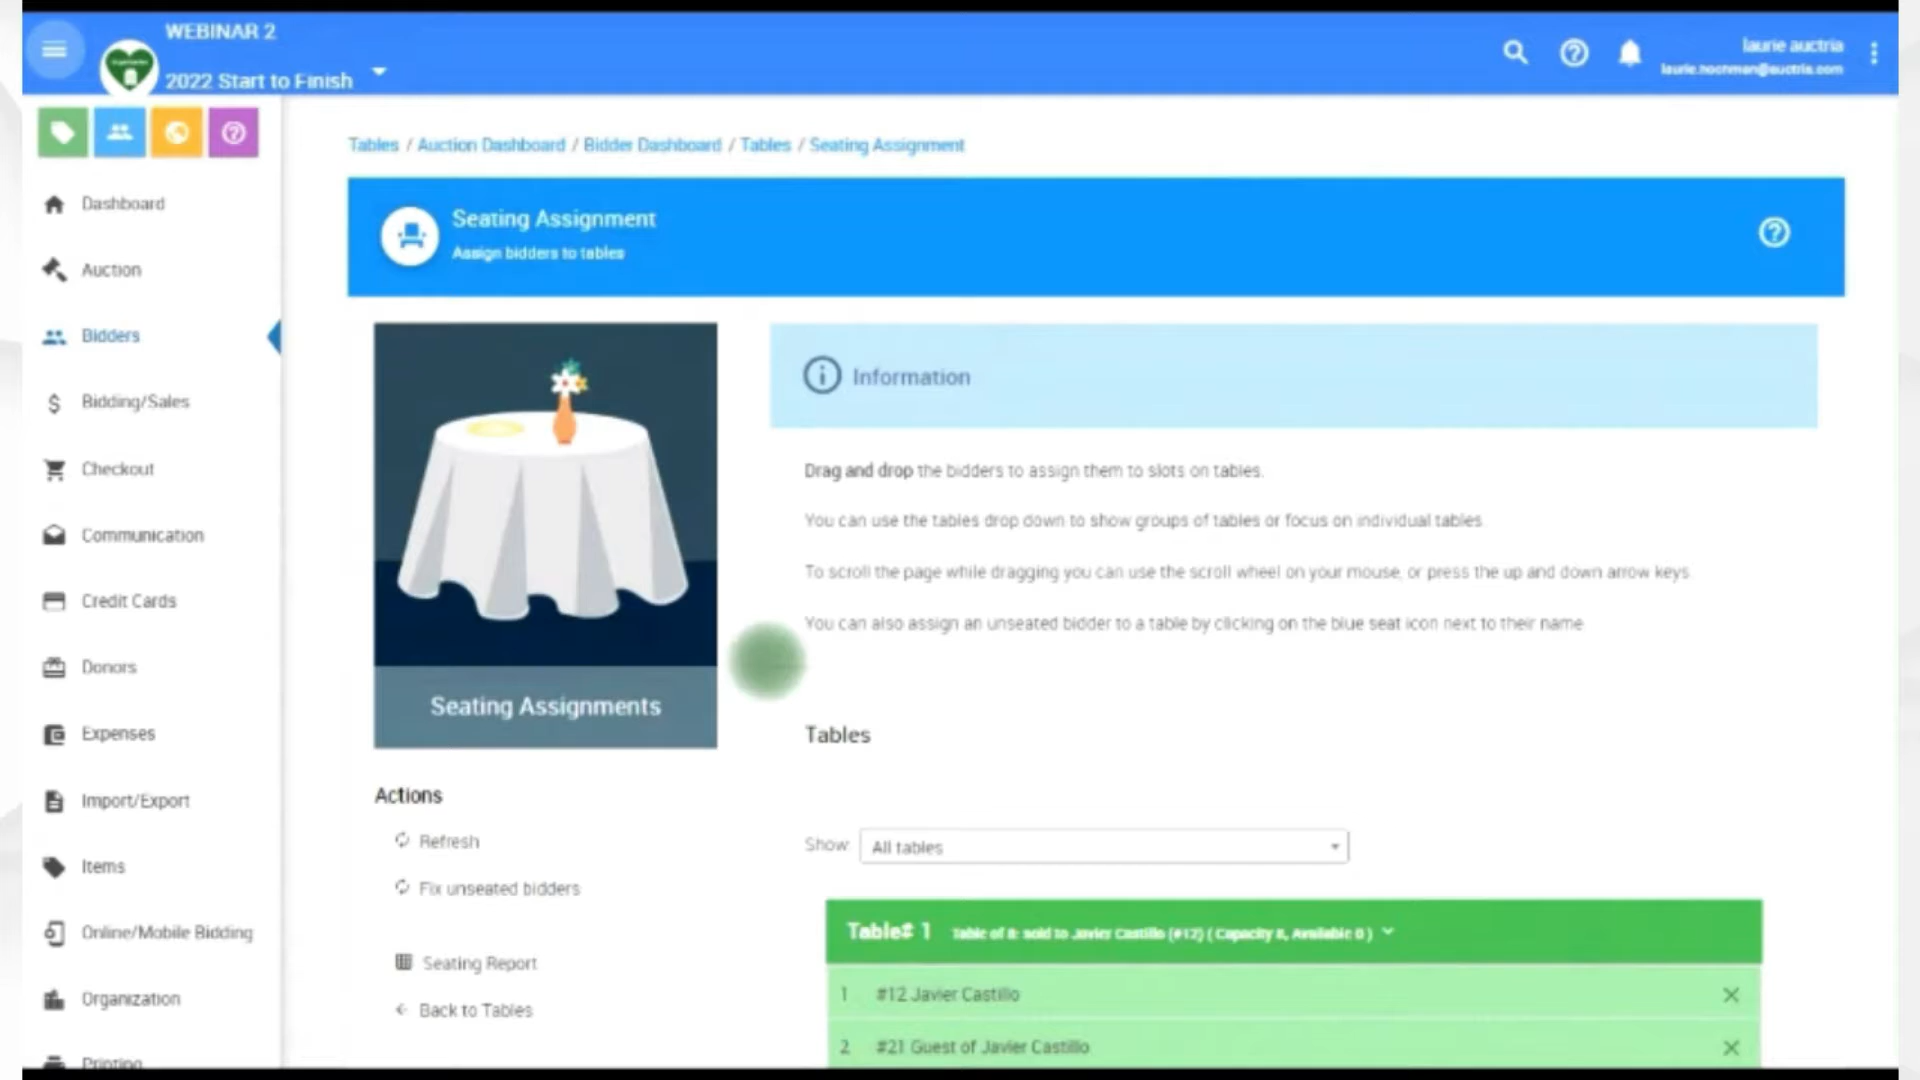 WEBINAR 2
2022 Start to Finish
laurie auctria
laurie.hochman@auctria.com
Dashboard
Auction
Bidders
Bidding/Sales
Checkout
Communication
Credit Cards
Donors
Expenses
Import/Export
Items
Online/Mobile Bidding
Organization
Printing
Tables / Auction Dashboard / Bidder Dashboard / Tables / Seating Assignment
Seating Assignment
Assign bidders to tables
Seating Assignments
Actions
Refresh
Fix unseated bidders
Seating Report
Back to Tables
Information
Drag and drop the bidders to assign them to slots on tables.
You can use the tables drop down to show groups of tables or focus on individual tables.
To scroll the page while dragging you can use the scroll wheel on your mouse, or press the up and down arrow keys
You can also assign an unseated bidder to a table by clicking on the blue seat icon next to their name
Tables
Show: All tables
Table# 1 Table of 8: sold to Javier Castillo (#12) ( Capacity 8, Available 0 )
1 #12 Javier Castillo
2 #21 Guest of Javier Castillo